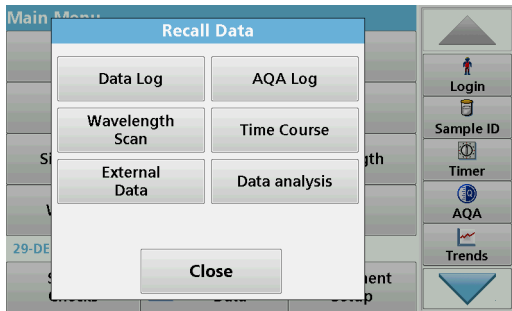 Main Menu
Recall Data
Data Log
AQA Log
Wavelength
Scan
Time Course
External
Data
Data analysis
Close
Login
Sample ID
Timer
AQA
Trends
29-DE